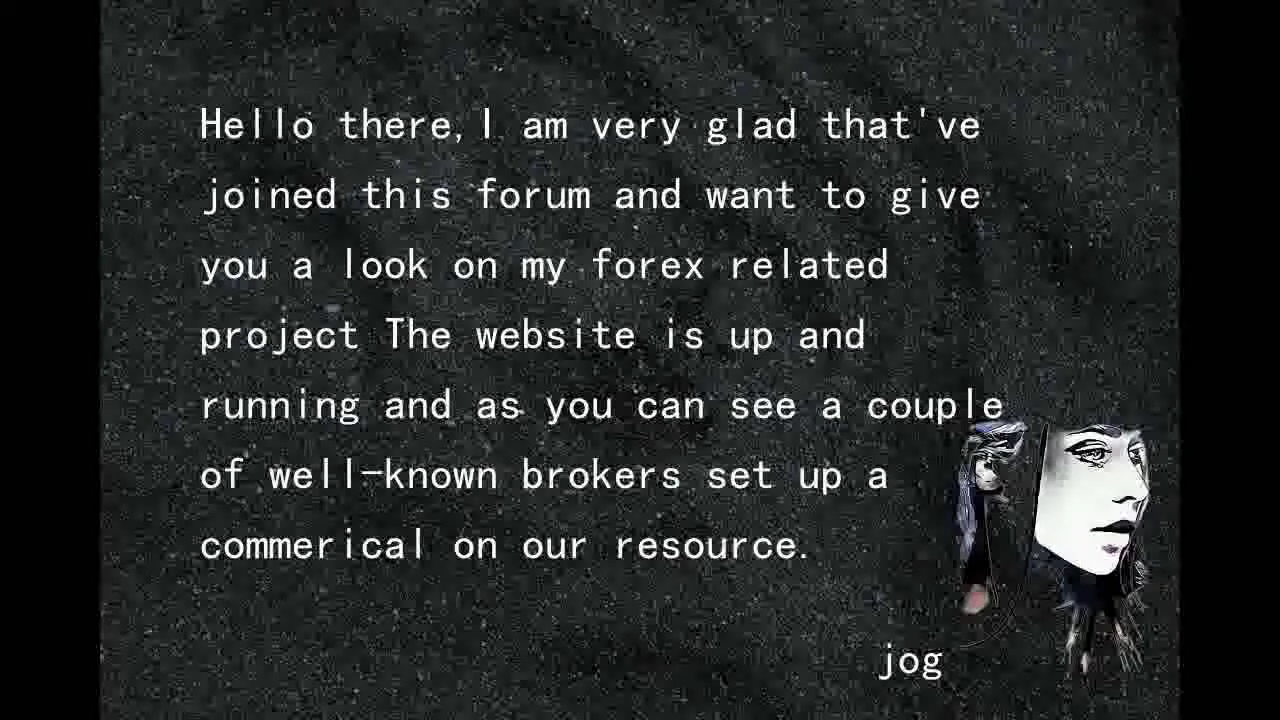 Hello there,I am very glad that've
joined this forum and want to give
you a look on my forex related
project The website is up and
running and as you can see a couple
of well-known brokers set up a
commerical on our resource.
jog